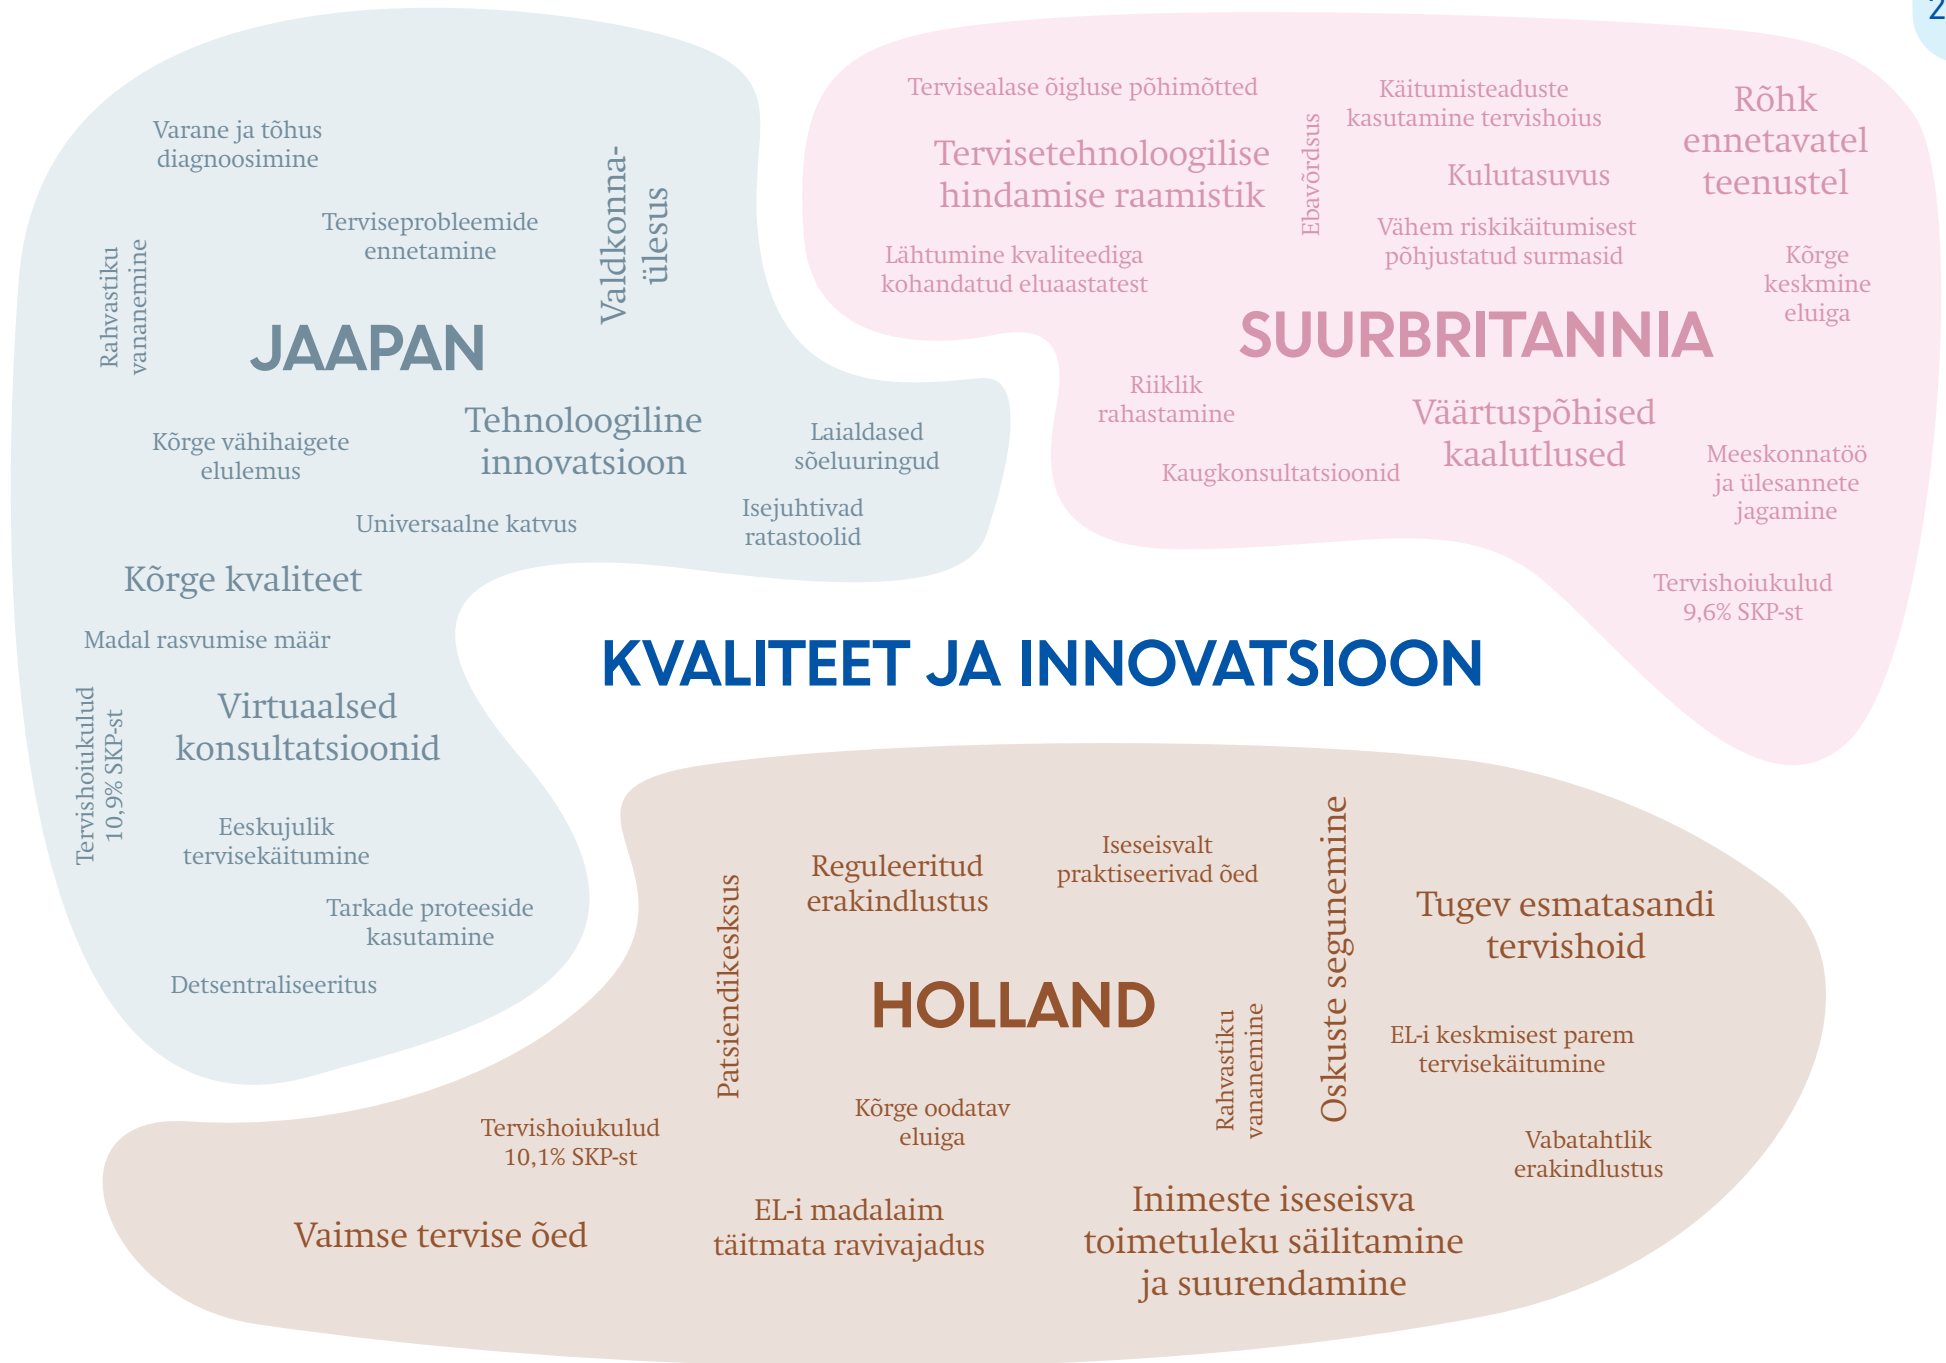 2
Varane ja tõhus
diagnoosimine
Terviseprobleemide
ennetamine
Valdkonna-
ülesus
Rahvastiku
vananemine
JAAPAN
Kõrge vähihaigete
elulemus
Tehnoloogiline
innovatsioon
Laialdased
sõeluuringud
Universaalne katvus
Isejuhtivad
ratastoolid
Kõrge kvaliteet
Madal rasvumise määr
Tervishoiukulud
10,9% SKP-st
Virtuaalsed
konsultatsioonid
Eeskujulik
tervisekäitumine
Tarkade proteeside
kasutamine
Detsentraliseeritus
Tervisealase õigluse põhimõtted
Tervisetehnoloogilise
hindamise raamistik
Ebavõrdsus
Käitumisteaduste
kasutamine tervishoius
Kulutasuvus
Rõhk
ennetavatel
teenustel
Lähtumine kvaliteediga
kohandatud eluaastatest
Vähem riskikäitumisest
põhjustatud surmasid
Kõrge
keskmine
eluiga
SUURBRITANNIA
Riiklik
rahastamine
Väärtuspõhised
kaalutlused
Kaugkonsultatsioonid
Meeskonnatöö
ja ülesannete
jagamine
Tervishoiukulud
9,6% SKP-st
KVALITEET JA INNOVATSIOON
Patsiendikesksus
Reguleeritud
erakindlustus
Iseseisvalt
praktiseerivad õed
Oskuste segunemine
Tugev esmatasandi
tervishoid
HOLLAND
Rahvastiku
vananemine
EL-i keskmisest parem
tervisekäitumine
Tervishoiukulud
10,1% SKP-st
Kõrge oodatav
eluiga
Vabatahtlik
erakindlustus
Vaimse tervise õed
EL-i madalaim
täitmata ravivajadus
Inimeste iseseisva
toimetuleku säilitamine
ja suurendamine